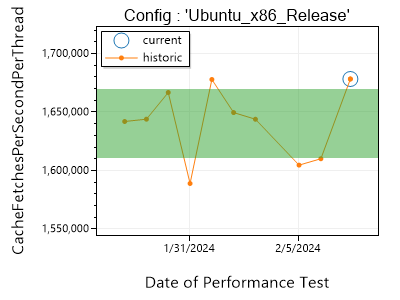 Config : 'Ubuntu_x86_Release'
CacheFetchesPerSecondPerThread
current
historic
1,700,000
1,650,000
1,600,000
1,550,000
1/31/2024
2/5/2024
Date of Performance Test